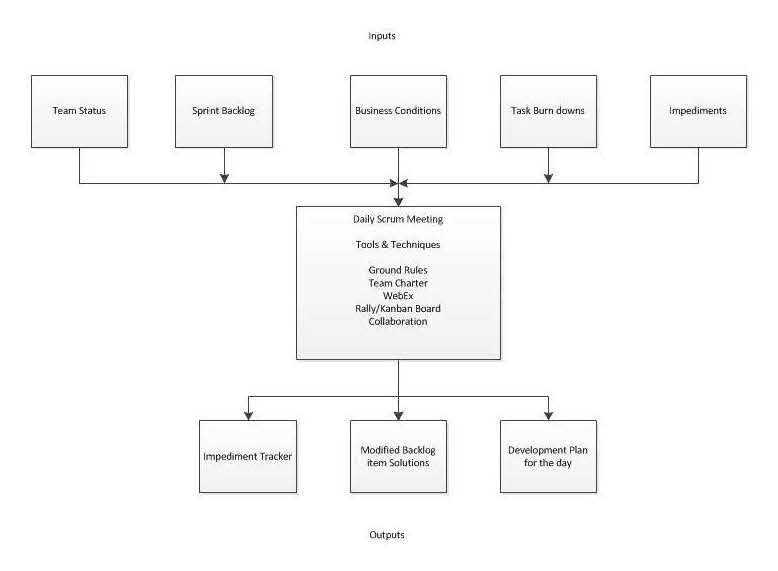 Inputs
Team Status
Sprint Backlog
Business Conditions
Task Burn downs
Impediments
Daily Scrum Meeting
Tools & Techniques
Ground Rules
Team Charter
WebEx
Rally/Kanban Board
Collaboration
Impediment Tracker
Modified Backlog
item Solutions
Development Plan
for the day
Outputs